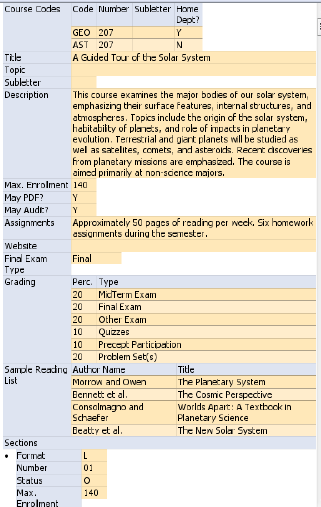 Course Codes Code Number Subletter Home
Dept?
GEO 207 Y
AST 207 N
Title A Guided Tour of the Solar System
Topic
Subletter
Description This course examines the major bodies of our solar system,
emphasizing their surface features, internal structures, and
atmospheres. Topics include the origin of the solar system,
habitability of planets, and role of impacts in planetary
evolution. Terrestrial and giant planets will be studied as
well as satellites, comets, and asteroids. Recent discoveries
from planetary missions are emphasized. The course is
aimed primarily at non-science majors.
Max. Enrollment 140
May PDF? Y
May Audit? Y
Assignments Approximately 50 pages of reading per week. Six homework
assignments during the semester.
Website
Final Exam Final
Type
Grading Perc. Type
20 MidTerm Exam
20 Final Exam
20 Other Exam
10 Quizzes
10 Precept Participation
20 Problem Set(s)
Sample Reading Author Name Title
List Morrow and Owen The Planetary System
Bennett et al. The Cosmic Perspective
Consolmagno and Worlds Apart: A Textbook in
Schaefer Planetary Science
Beatty et al. The New Solar System
Sections
• Format L
Number 01
Status O
Max. 140
Enrollment